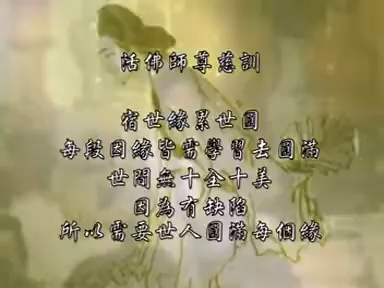 活佛師尊慈訓
宿世緣累世圓
每段因緣皆需學習去圓滿
世間無十全十美
因為有缺陷
所以需要世人圓滿每個緣